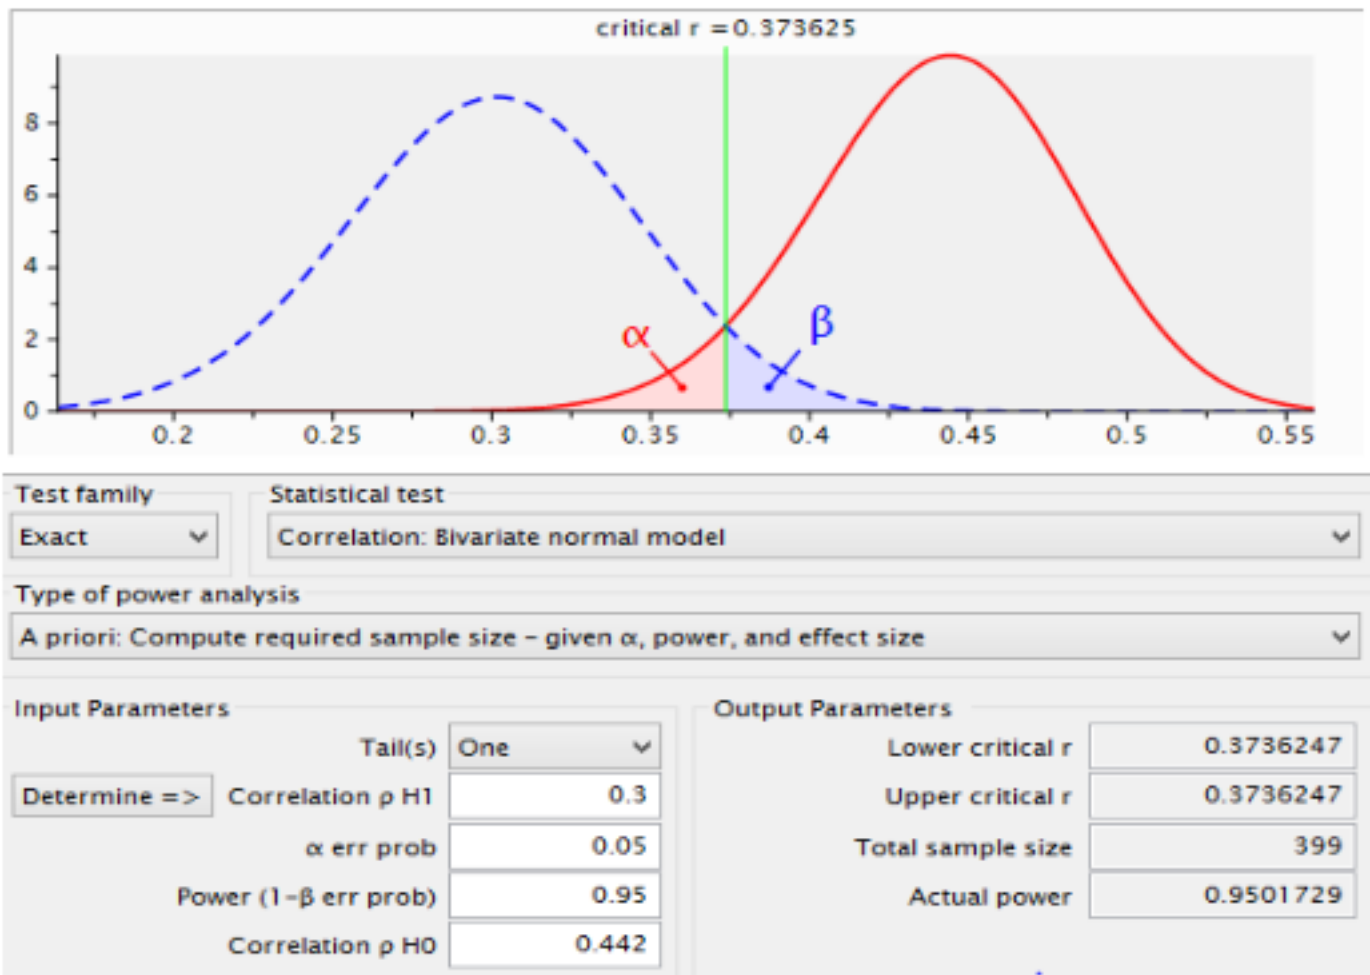 critical r = 0.373625
8
6
4
2
0
α
β
0.2 0.25 0.3 0.35 0.4 0.45 0.5 0.55
Test family Statistical test
Exact Correlation: Bivariate normal model
Type of power analysis
A priori: Compute required sample size – given α, power, and effect size
Input Parameters Output Parameters
Tail(s) One Lower critical r 0.3736247
Determine => Correlation ρ H1 0.3 Upper critical r 0.3736247
α err prob 0.05 Total sample size 399
Power (1–β err prob) 0.95 Actual power 0.9501729
Correlation ρ H0 0.442